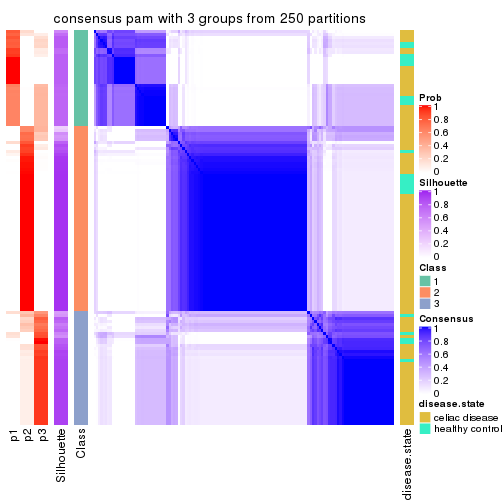 consensus pam with 3 groups from 250 partitions
Prob
1
0.8
0.6
0.4
0.2
0
Silhouette
1
0.8
0.6
0.4
0.2
0
Class
1
2
3
Consensus
1
0.8
0.6
0.4
0.2
0
disease.state
celiac disease
healthy control
p1
p2
p3
Silhouette
Class
disease.state